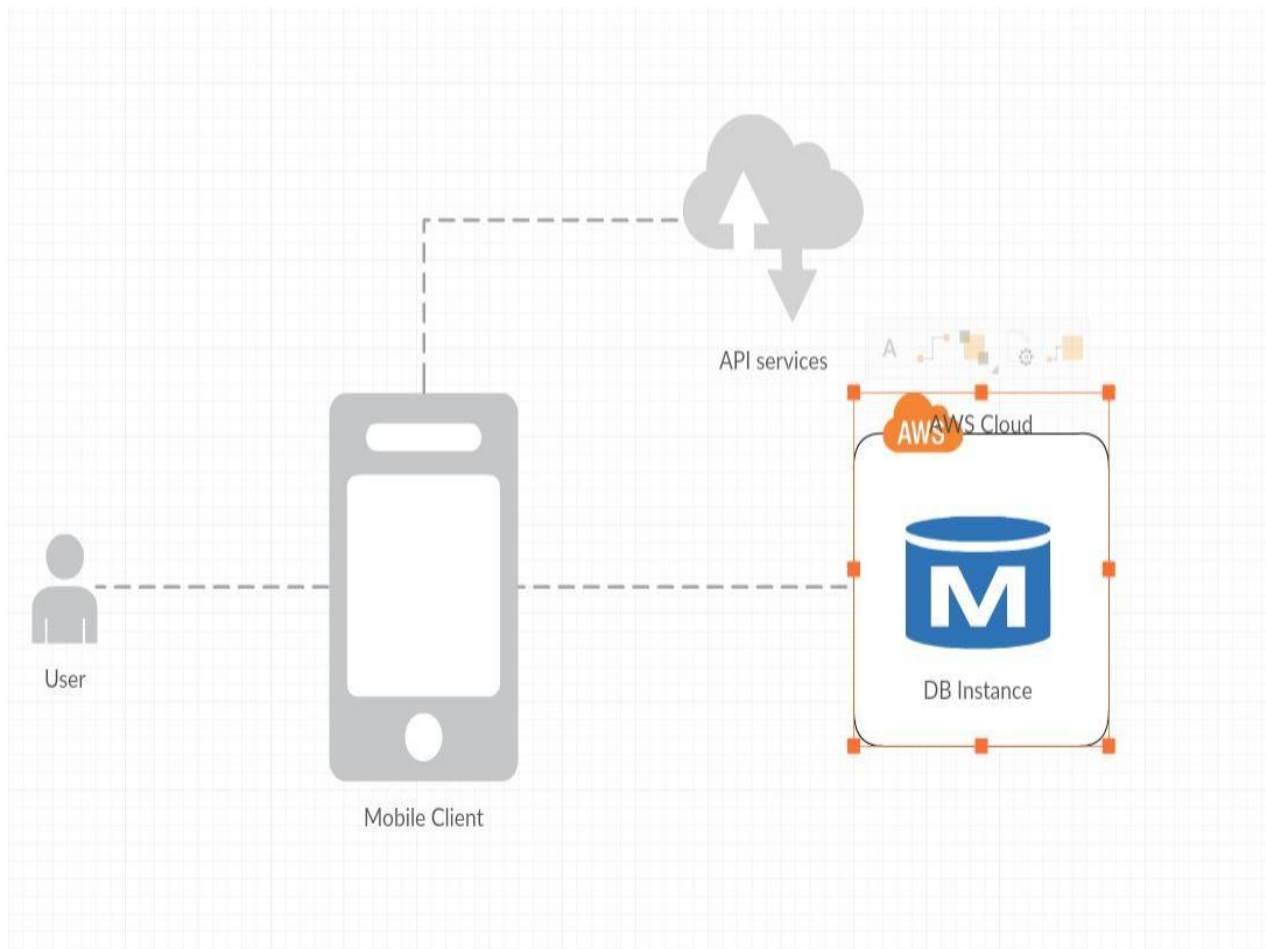 API services
A
AWS
AWS Cloud
M
DB Instance
User
Mobile Client